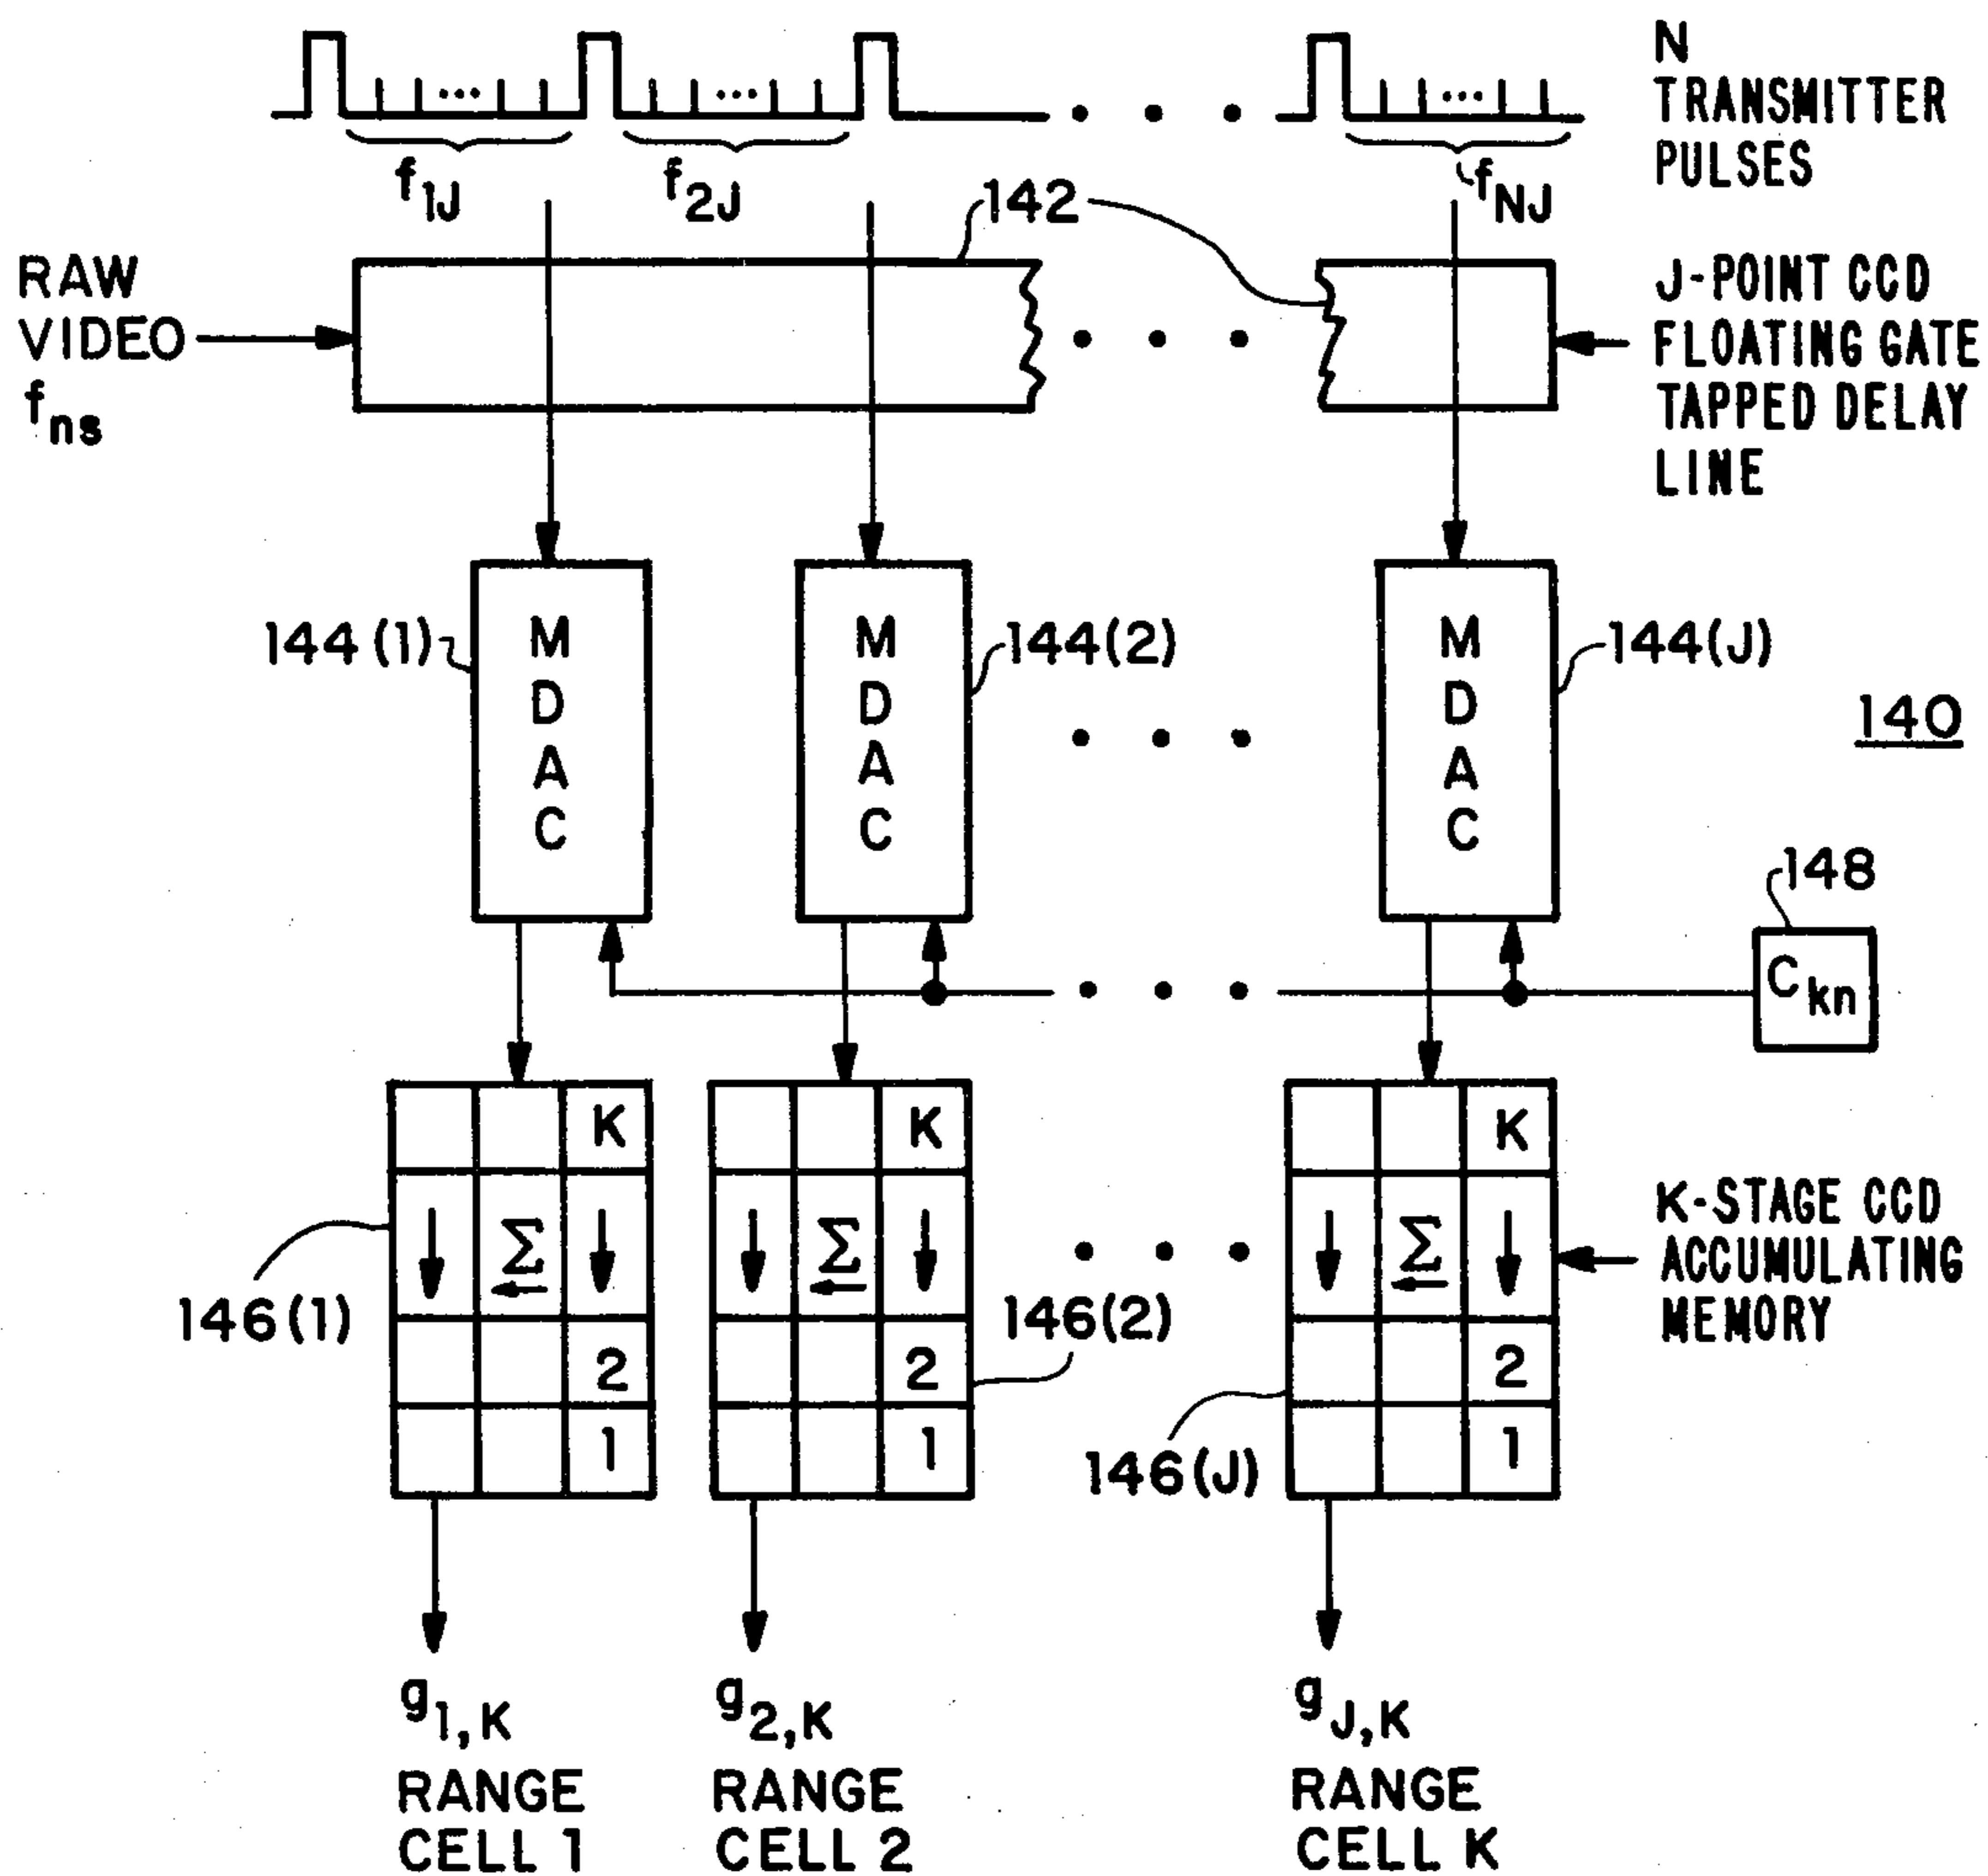 N
TRANSMITTER
PULSES
f1J
f2J
fNJ
142
RAW
VIDEO
fns
J-POINT CCD
FLOATING GATE
TAPPED DELAY
LINE
M
D
A
C
M
D
A
C
M
D
A
C
144(1)
144(2)
144(J)
140
148
Ckn
K
Σ
2
1
K
Σ
2
1
K
Σ
2
1
146(1)
146(2)
146(J)
K-STAGE CCD
ACCUMULATING
MEMORY
g1,K
RANGE
CELL 1
g2,K
RANGE
CELL 2
gJ,K
RANGE
CELL K